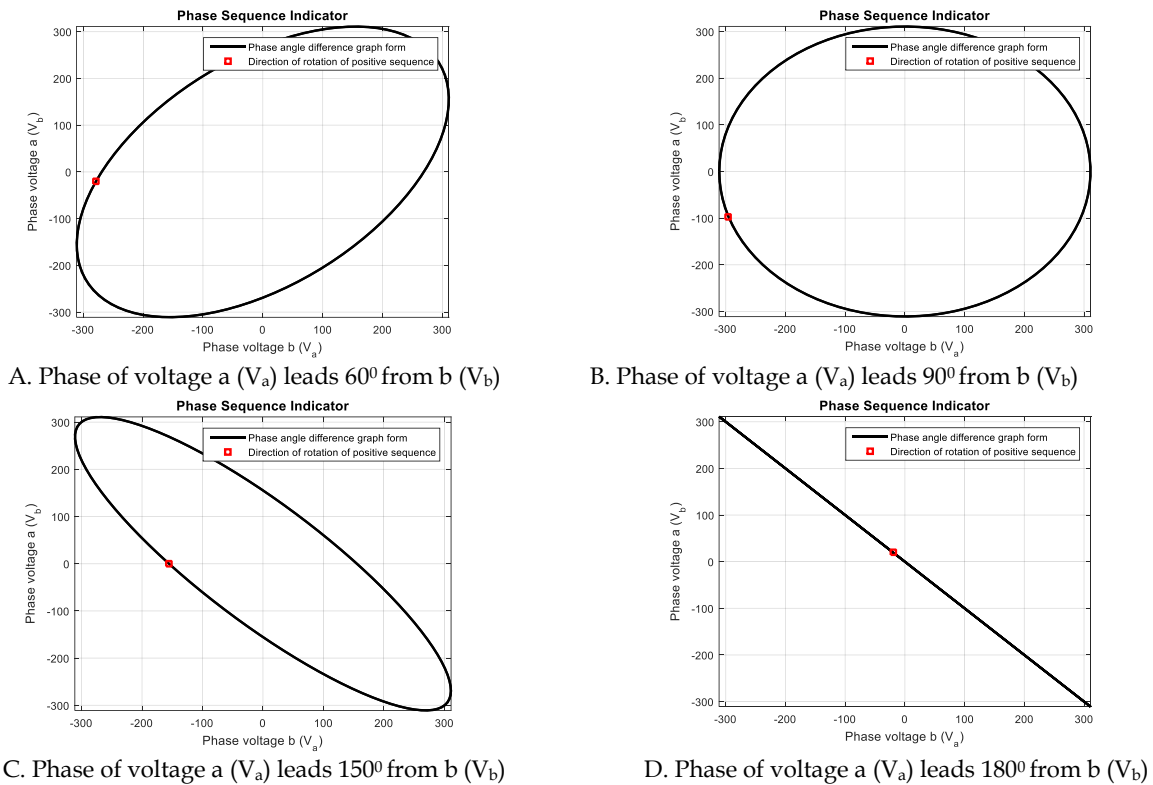 Phase Sequence Indicator
Phase angle difference graph form
Direction of rotation of positive sequence
300
200
100
0
-100
-200
-300
Phase voltage a (V_b)
-300 -200 -100 0 100 200 300
Phase voltage b (V_a)
A. Phase of voltage a (Va) leads 60⁰ from b (Vb)
Phase Sequence Indicator
Phase angle difference graph form
Direction of rotation of positive sequence
300
200
100
0
-100
-200
-300
Phase voltage a (V_b)
-300 -200 -100 0 100 200 300
Phase voltage b (V_a)
B. Phase of voltage a (Va) leads 90⁰ from b (Vb)
Phase Sequence Indicator
Phase angle difference graph form
Direction of rotation of positive sequence
300
200
100
0
-100
-200
-300
Phase voltage a (V_b)
-300 -200 -100 0 100 200 300
Phase voltage b (V_a)
C. Phase of voltage a (Va) leads 150⁰ from b (Vb)
Phase Sequence Indicator
Phase angle difference graph form
Direction of rotation of positive sequence
300
200
100
0
-100
-200
-300
Phase voltage a (V_b)
-300 -200 -100 0 100 200 300
Phase voltage b (V_a)
D. Phase of voltage a (Va) leads 180⁰ from b (Vb)